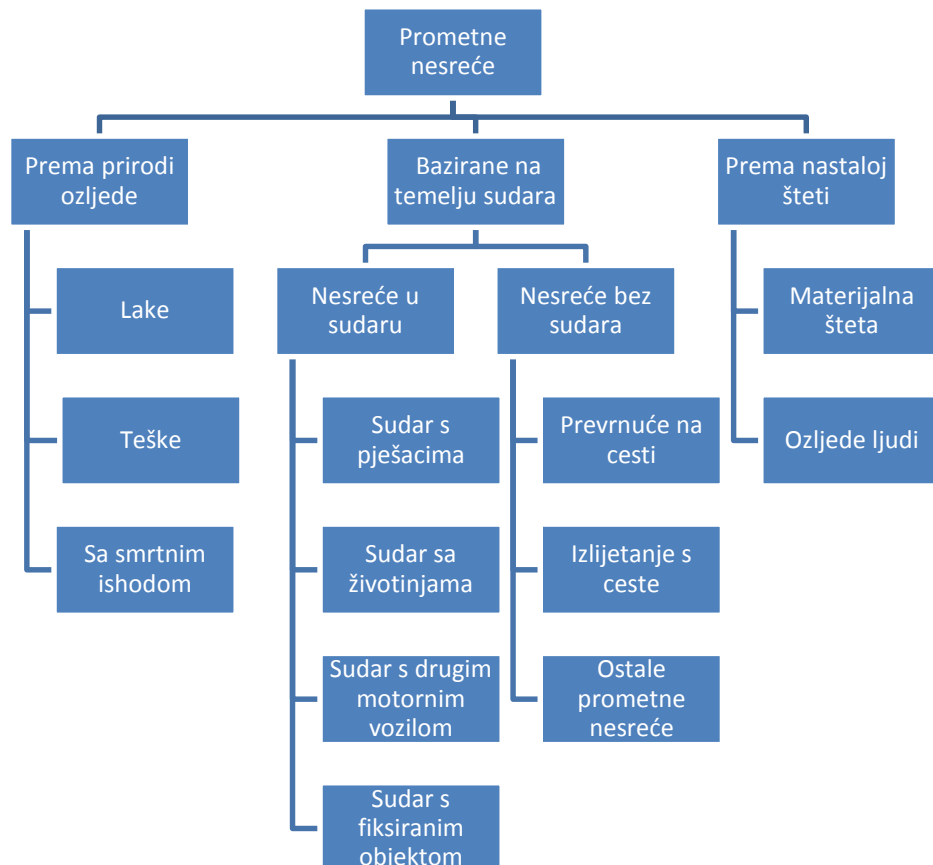 Prometne
nesreće
Prema prirodi
ozljede
Bazirane na
temelju sudara
Prema nastaloj
šteti
Lake
Teške
Sa smrtnim
ishodom
Nesreće u
sudaru
Sudar s
pješacima
Sudar sa
životinjama
Sudar s drugim
motornim
vozilom
Sudar s
fiksiranim
objektom
Nesreće bez
sudara
Prevrnuće na
cesti
Izlijetanje s
ceste
Ostale
prometne
nesreće
Materijalna
šteta
Ozljede ljudi